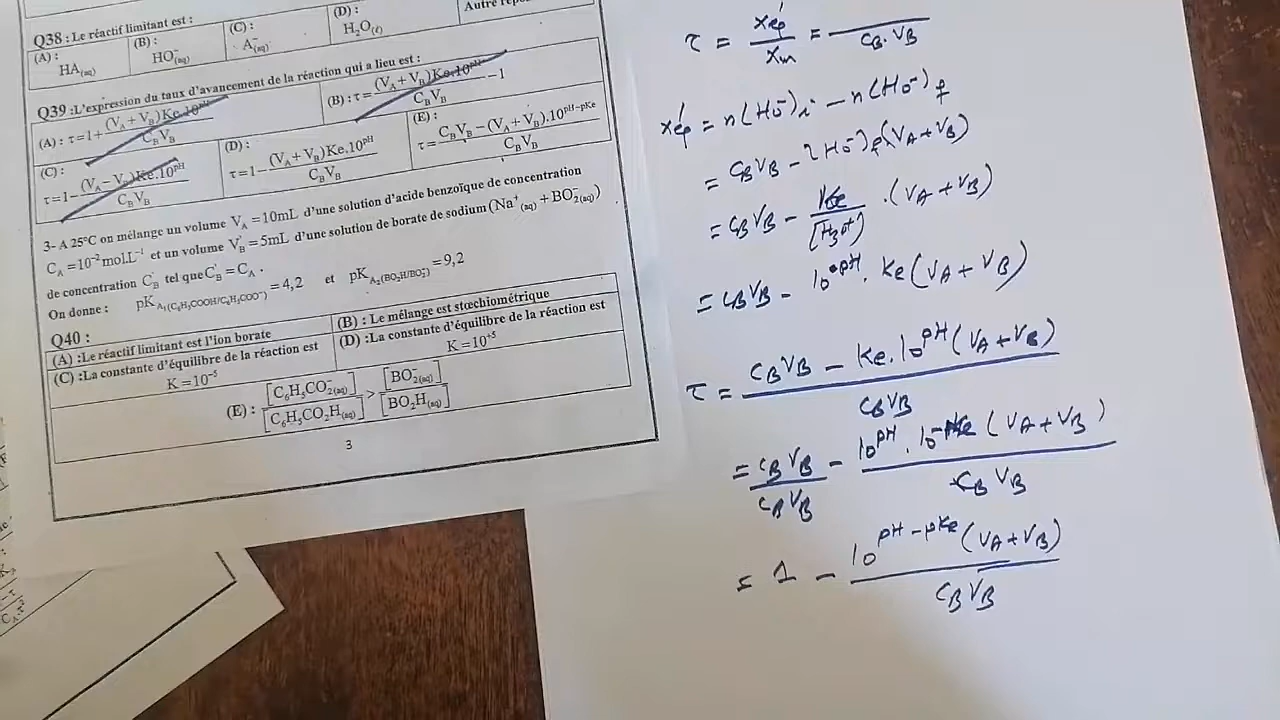 Q38 : Le réactif limitant est :
(A) : HA(aq) (B) : HO⁻(aq) (C) : A⁻(aq) (D) : H₂O(ℓ) Autre
Q39 : L'expression du taux d'avancement de la réaction qui a lieu est :
(A) : τ=1+ (V_A + V_B)Ke.10^pH / C_B V_B (B) : τ= (V_A + V_B)Ke.10^pH / C_B V_B −1
(C) : τ=1- (V_A − V_B)Ke.10^pH / C_B V_B (D) : τ=1- (V_A + V_B)Ke.10^pH / C_B V_B (E) : τ= C_B V_B − (V_A + V_B).10^pH−pKe / C_B V_B
3- A 25°C on mélange un volume V_A =10mL d'une solution d'acide benzoïque de concentration
C_A =10⁻² mol.L⁻¹ et un volume V'_B =5mL d'une solution de borate de sodium (Na⁺(aq) + BO₂⁻(aq))
de concentration C'_B tel que C'_B = C_A .
On donne : pK_A₁(C₆H₅COOH/C₆H₅COO⁻) = 4,2 et pK_A₂(BO₂H/BO₂⁻) = 9,2
Q40 :
(A) :Le réactif limitant est l'ion borate (B) : Le mélange est stœchiométrique
(C) :La constante d'équilibre de la réaction est K =10⁻⁵ (D) :La constante d'équilibre de la réaction est K =10⁺⁵
(E) : [C₆H₅CO₂⁻(aq)] / [C₆H₅CO₂H(aq)] > [BO₂⁻(aq)] / [BO₂H(aq)]
3
τ = xép / xm = / C_B.V_B
xép = n(HO⁻)i − n(HO⁻)f
= C_B V_B − [HO⁻]f(V_A+V_B)
= C_B V_B − Ke / [H₃O⁺] .(V_A + V_B)
= C_B V_B − 10^pH . Ke(V_A + V_B)
τ = C_B V_B − Ke.10^pH (V_A+V_B) / C_B V_B
= C_B V_B / C_B V_B − 10^pH . 10^-pKe (V_A+V_B) / C_B V_B
= 1 − 10^pH−pKe (V_A+V_B) / C_B V_B